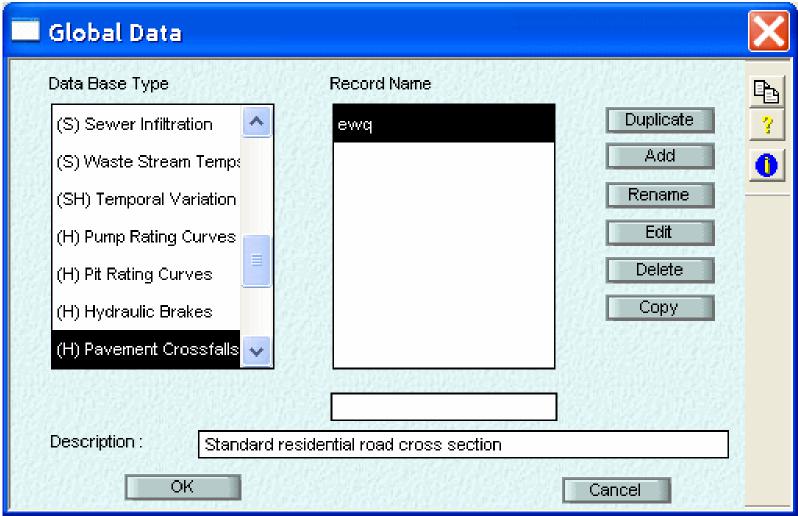 Global Data
Data Base Type
Record Name
(S) Sewer Infiltration
(S) Waste Stream Temps
(SH) Temporal Variation
(H) Pump Rating Curves
(H) Pit Rating Curves
(H) Hydraulic Brakes
(H) Pavement Crossfalls
ewq
Duplicate
Add
Rename
Edit
Delete
Copy
Description :
Standard residential road cross section
OK
Cancel